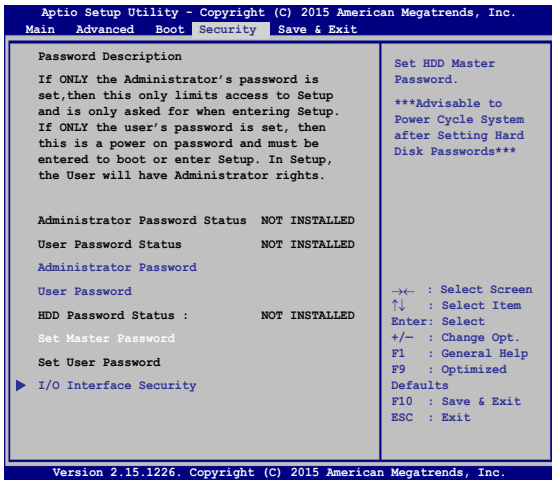 Aptio Setup Utility - Copyright (C) 2015 American Megatrends, Inc.
Main Advanced Boot Security Save & Exit
Password Description
If ONLY the Administrator's password is
set,then this only limits access to Setup
and is only asked for when entering Setup.
If ONLY the user's password is set, then
this is a power on password and must be
entered to boot or enter Setup. In Setup,
the User will have Administrator rights.
Administrator Password Status NOT INSTALLED
User Password Status NOT INSTALLED
Administrator Password
User Password
HDD Password Status : NOT INSTALLED
Set Master Password
Set User Password
I/O Interface Security
Set HDD Master
Password.
***Advisable to
Power Cycle System
after Setting Hard
Disk Passwords***
→← : Select Screen
↑↓ : Select Item
Enter: Select
+/— : Change Opt.
F1 : General Help
F9 : Optimized
Defaults
F10 : Save & Exit
ESC : Exit
Version 2.15.1226. Copyright (C) 2015 American Megatrends, Inc.